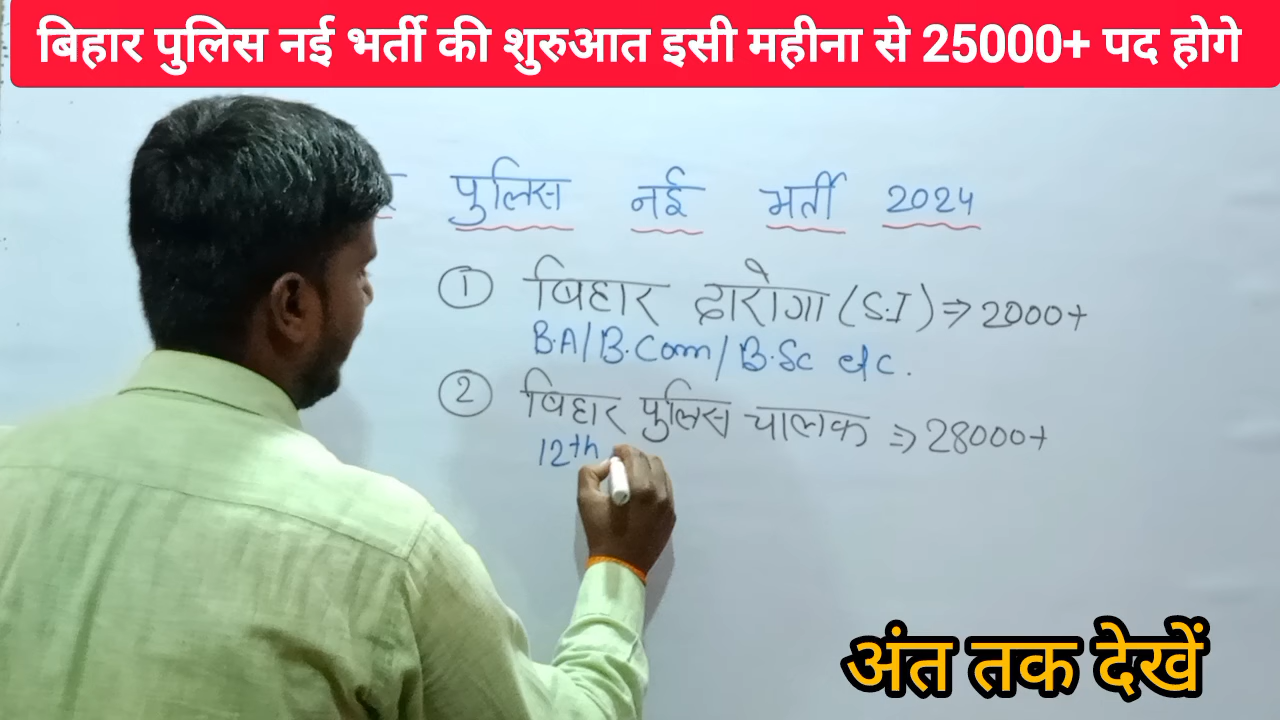 बिहार पुलिस नई भर्ती की शुरुआत इसी महीना से 25000+ पद होगे
पुलिस नई भर्ती 2024
① बिहार दारोगा (S.I) ⇒ 2000+
B.A/B.Com/B.Sc etc.
② बिहार पुलिस चालक ⇒ 28000+
12th
अंत तक देखें